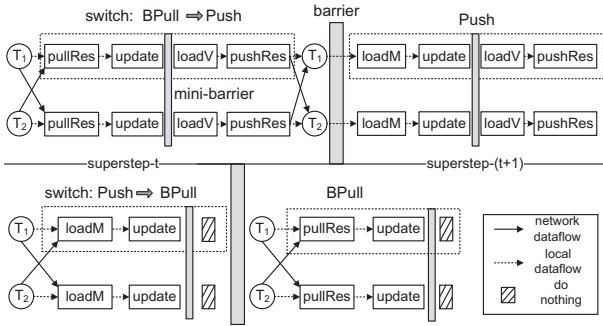 switch: BPull ⇒ Push
barrier
Push
T1 pullRes update loadV pushRes T1 loadM update loadV pushRes
mini-barrier
T2 pullRes update loadV pushRes T2 loadM update loadV pushRes
superstep-t superstep-(t+1)
switch: Push ⇒ BPull
BPull
T1 loadM update T1 pullRes update
T2 loadM update T2 pullRes update
network
dataflow
local
dataflow
do
nothing